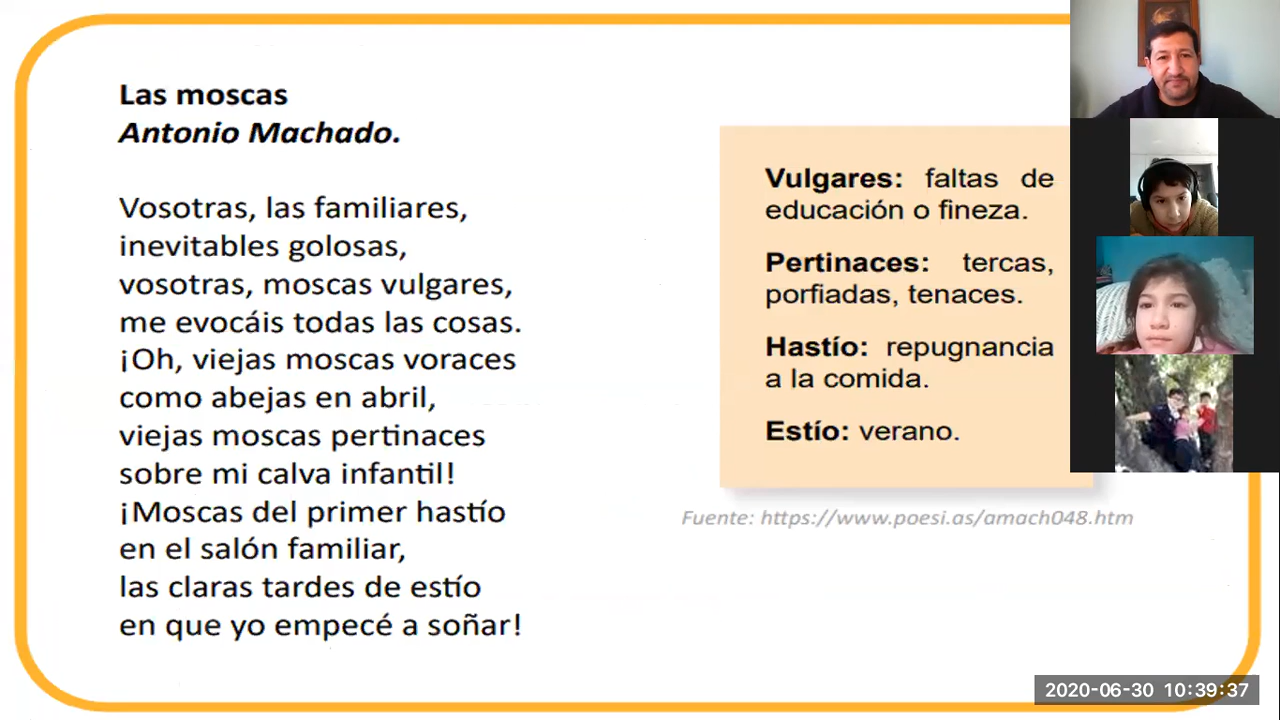 Las moscas
Antonio Machado.
Vosotras, las familiares,
inevitables golosas,
vosotras, moscas vulgares,
me evocáis todas las cosas.
¡Oh, viejas moscas voraces
como abejas en abril,
viejas moscas pertinaces
sobre mi calva infantil!
¡Moscas del primer hastío
en el salón familiar,
las claras tardes de estío
en que yo empecé a soñar!
Vulgares: faltas de
educación o fineza.
Pertinaces: tercas,
porfiadas, tenaces.
Hastío: repugnancia
a la comida.
Estío: verano.
Fuente: https://www.poesi.as/amach048.htm
2020-06-30 10:39:37